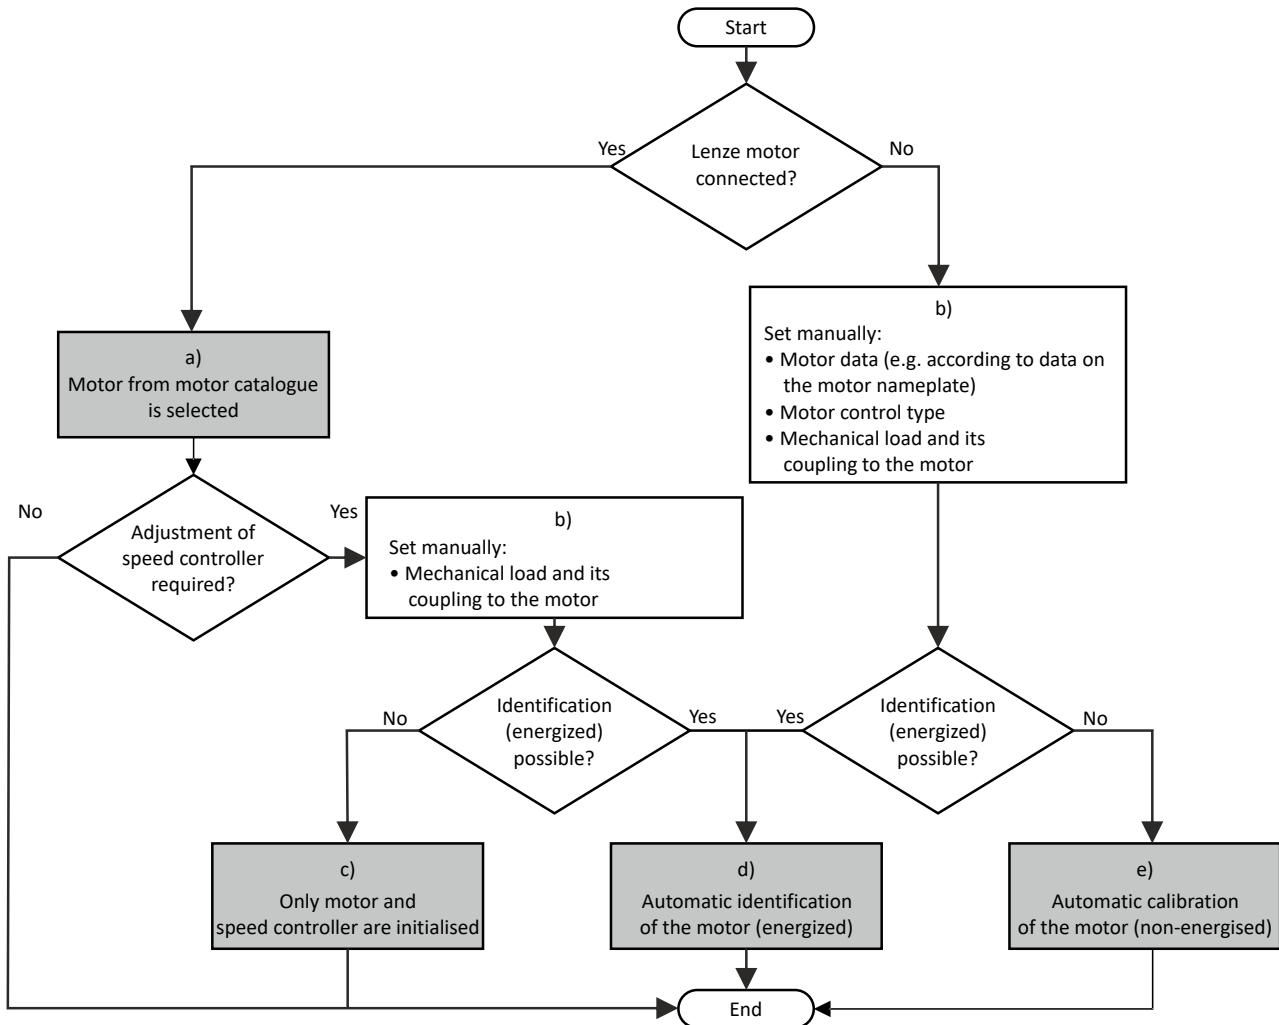 Start
Lenze motor
connected?
Yes
No
a)
Motor from motor catalogue
is selected
b)
Set manually:
• Motor data (e.g. according to data on
the motor nameplate)
• Motor control type
• Mechanical load and its
coupling to the motor
No
Adjustment of
speed controller
required?
Yes
b)
Set manually:
• Mechanical load and its
coupling to the motor
No
Identification
(energized)
possible?
Yes
Yes
Identification
(energized)
possible?
No
c)
Only motor and
speed controller are initialised
d)
Automatic identification
of the motor (energized)
e)
Automatic calibration
of the motor (non-energised)
End